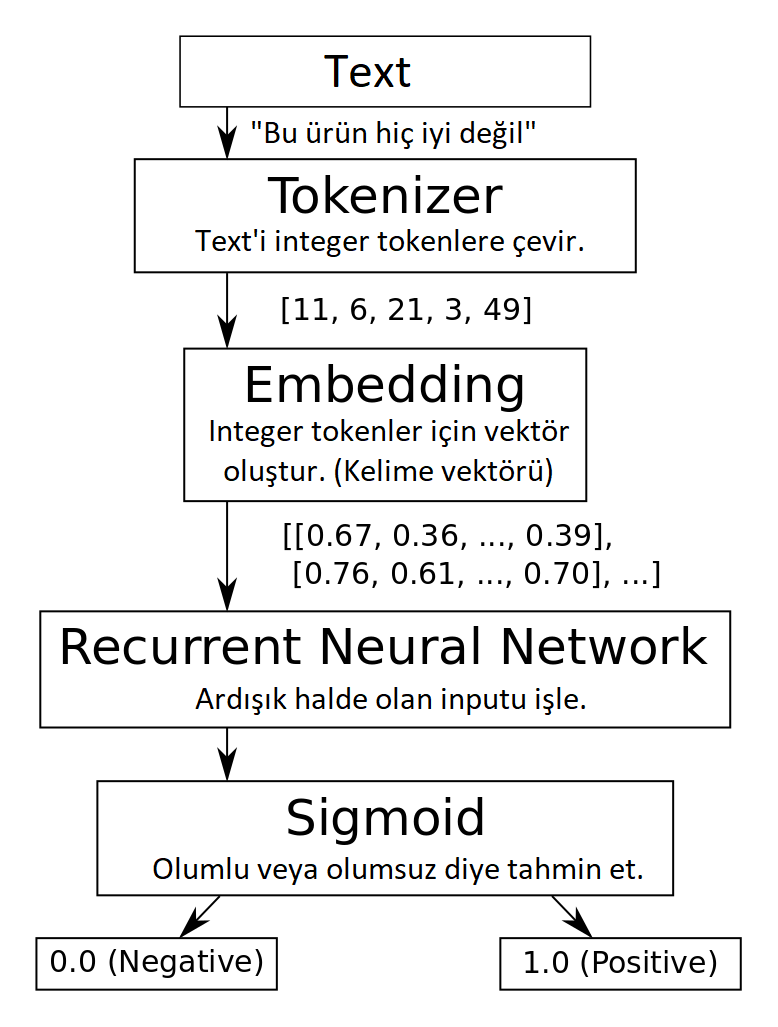 Text
"Bu ürün hiç iyi değil"
Tokenizer
Text'i integer tokenlere çevir.
[11, 6, 21, 3, 49]
Embedding
Integer tokenler için vektör
oluştur. (Kelime vektörü)
[[0.67, 0.36, ..., 0.39],
[0.76, 0.61, ..., 0.70], ...]
Recurrent Neural Network
Ardışık halde olan inputu işle.
Sigmoid
Olumlu veya olumsuz diye tahmin et.
0.0 (Negative)
1.0 (Positive)